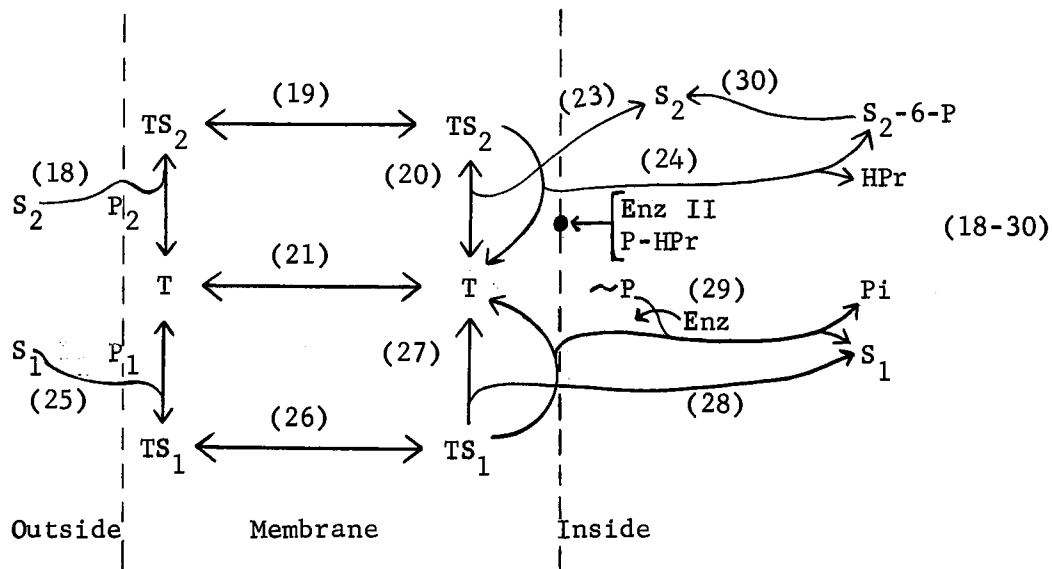 (19) (23) S2 (30)
TS2 TS2 S2-6-P
(18) (20) (24) HPr
S2 P2 Enz II
P-HPr (18-30)
(21)
T T ~P (29) Pi
Enz
S1 P1 (27) S1
(25) (28)
(26)
TS1 TS1
Outside Membrane Inside